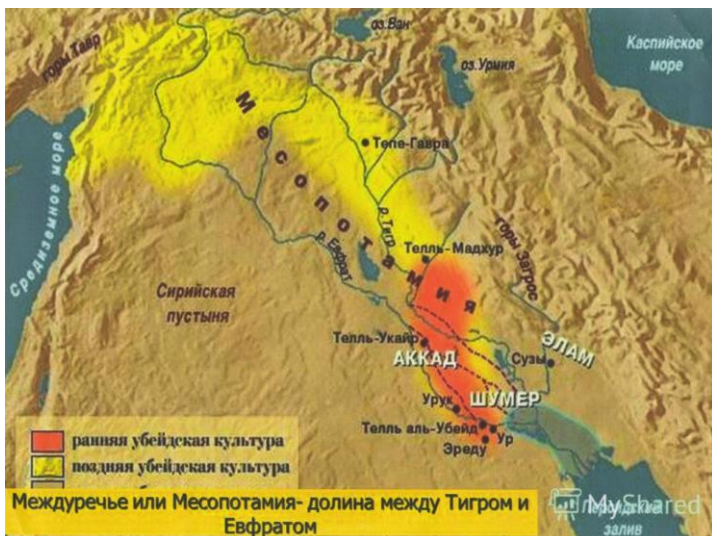 оз.Ван
Каспийское
море
горы Тавр
оз.Урмия
Месопотамия
Тепе-Гавра
Средиземное море
р.Тигр
р.Евфрат
горы Загрос
Телль-Мадхур
Сирийская
пустыня
Телль-Укайр
ЭЛАМ
АККАД
Сузы
Урук
ШУМЕР
Телль аль-Убейд
Ур
Эреду
ранняя убейдская культура
поздняя убейдская культура
Междуречье или Месопотамия- долина между Тигром и
Евфратом
MyShared
залив